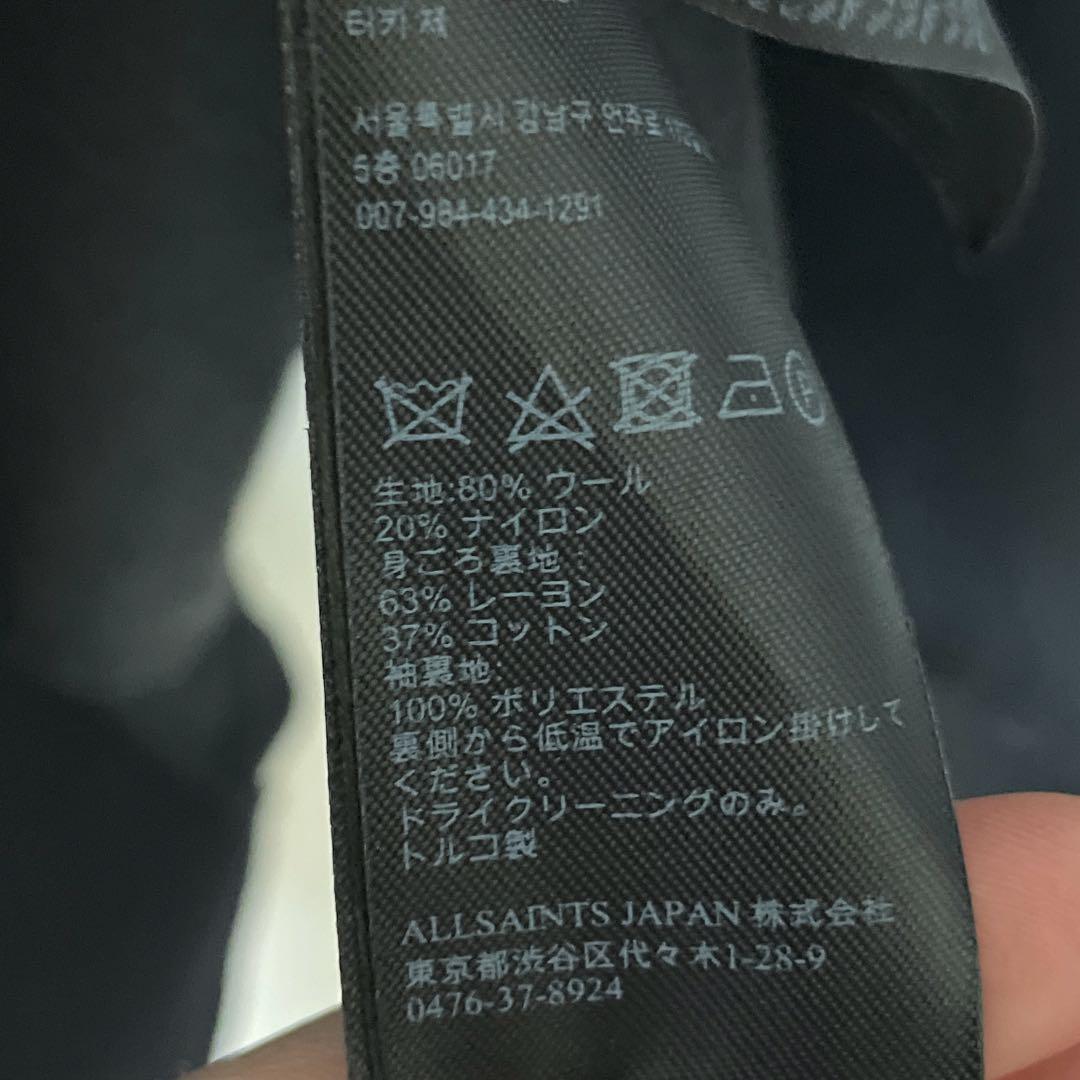 터키 제
서울특별시 강남구 언주로
5층 06017
007-984-434-1291
P
生地:80% ウール
20% ナイロン
身ごろ裏地:
63% レーヨン
37% コットン
袖裏地:
100% ポリエステル
裏側から低温でアイロン掛けして
ください。
ドライクリーニングのみ。
トルコ製
ALLSAINTS JAPAN 株式会社
東京都渋谷区代々木1-28-9
0476-37-8924